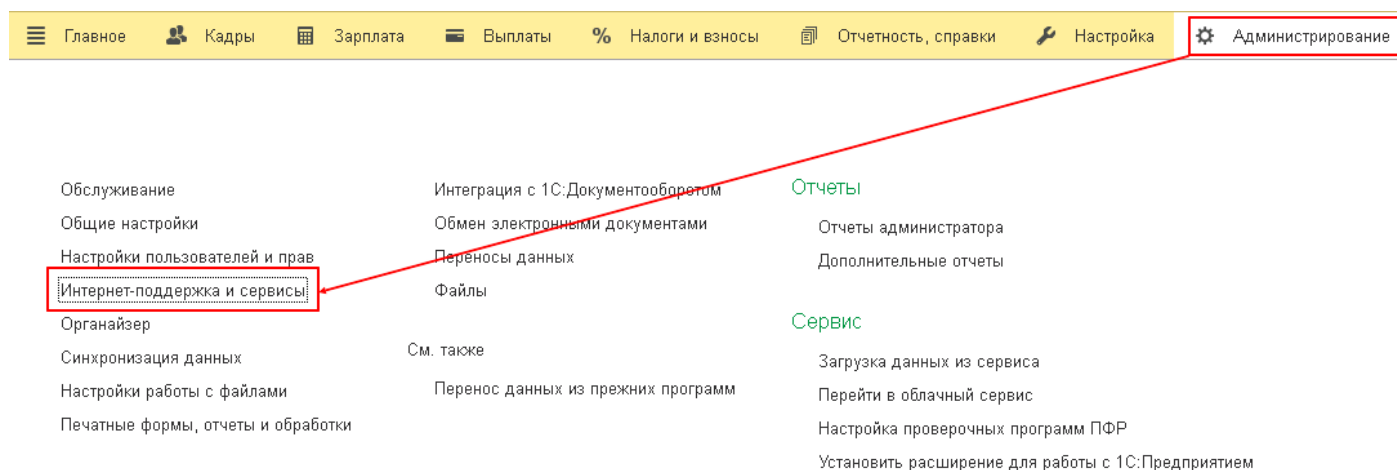 Главное Кадры Зарплата Выплаты % Налоги и взносы Отчетность, справки Настройка Администрирование
Обслуживание
Общие настройки
Настройки пользователей и прав
Интернет-поддержка и сервисы
Органайзер
Синхронизация данных
Настройки работы с файлами
Печатные формы, отчеты и обработки
Интеграция с 1С:Документооборотом
Обмен электронными документами
Переносы данных
Файлы
См. также
Перенос данных из прежних программ
Отчеты
Отчеты администратора
Дополнительные отчеты
Сервис
Загрузка данных из сервиса
Перейти в облачный сервис
Настройка проверочных программ ПФР
Установить расширение для работы с 1С:Предприятием